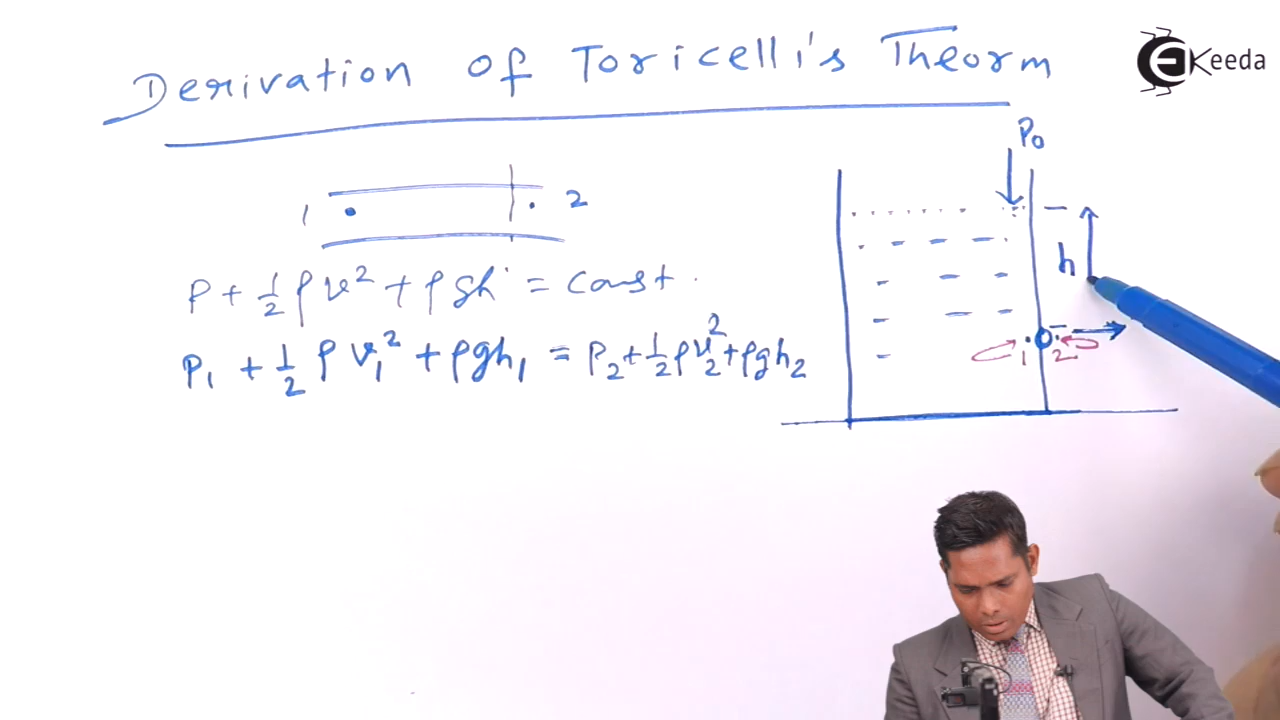 Derivation of Toricelli's Theorm
EKeeda
P0
1 2
P + 1/2 ρv² + ρgh = Const.
P₁ + 1/2 ρ v₁² + ρgh₁ = P₂ + 1/2 ρv₂² + ρgh₂
h
1 2